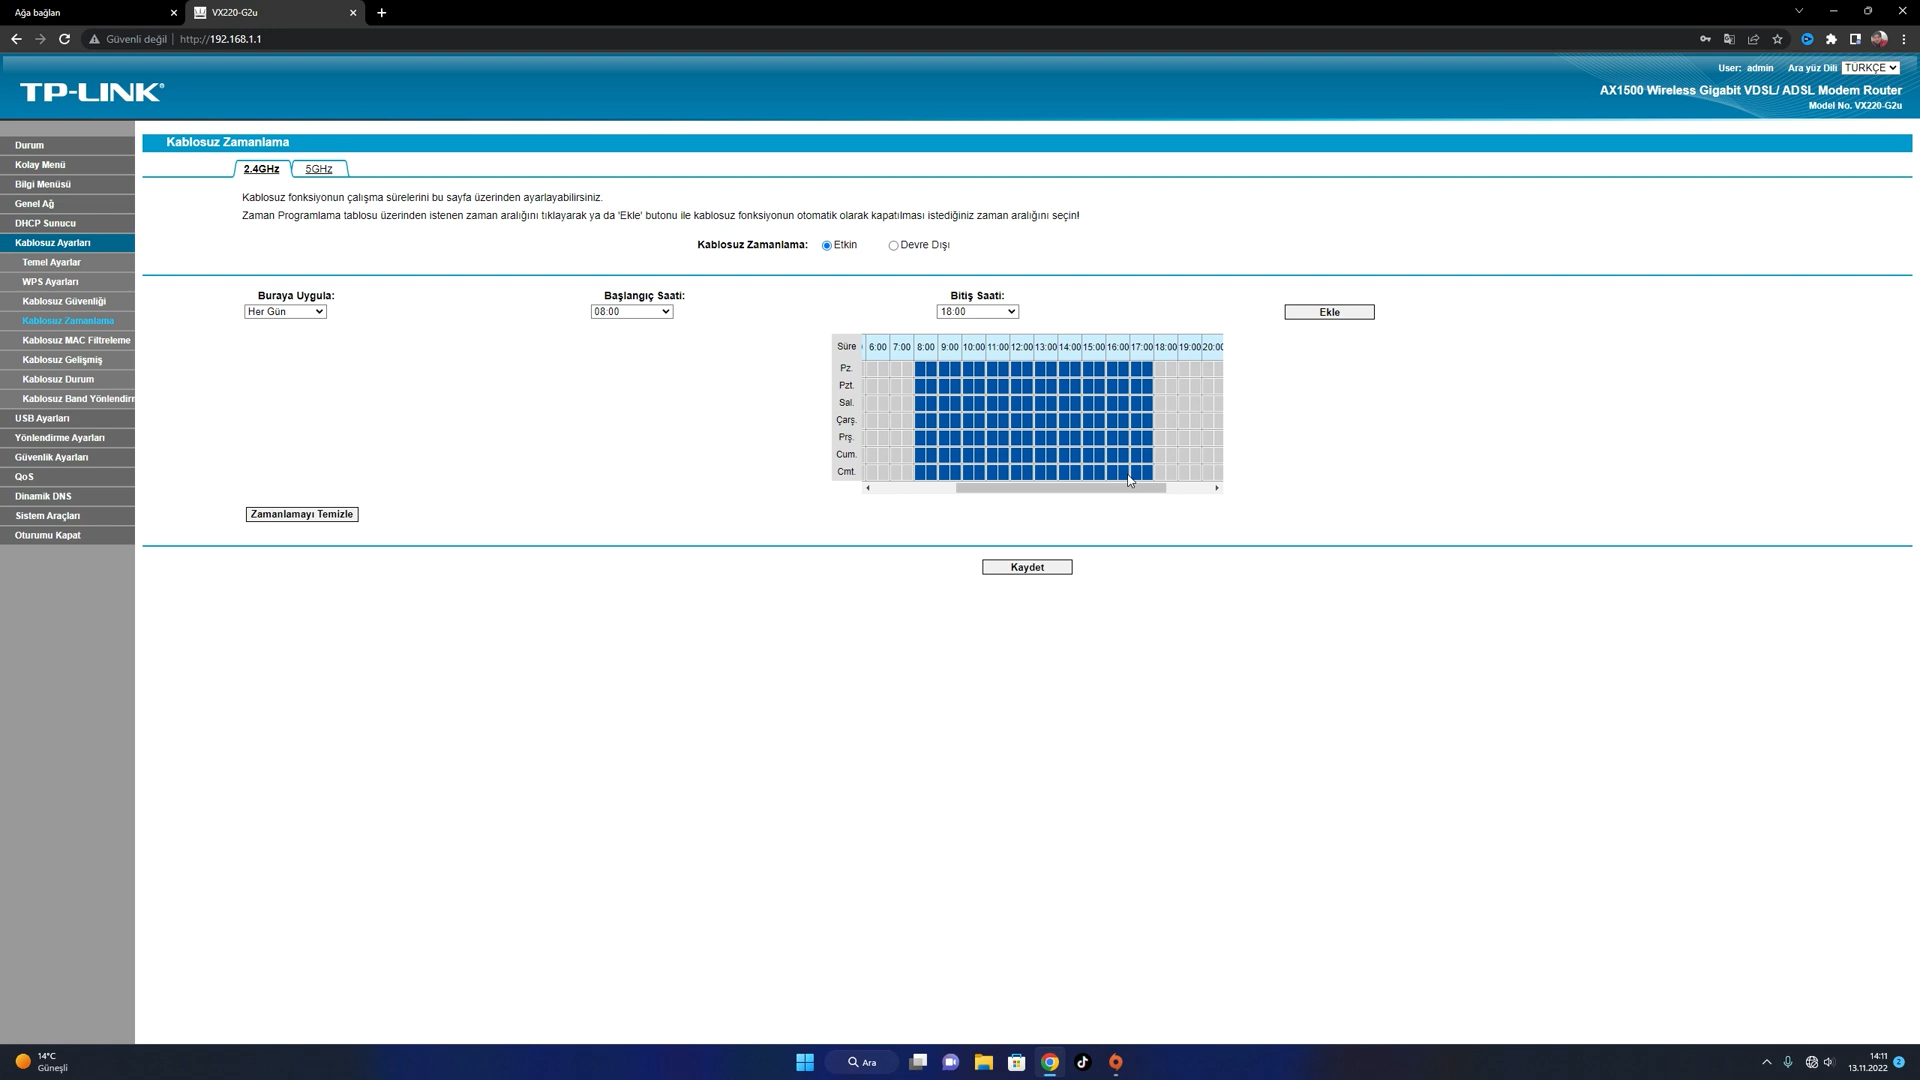 Ağa bağlan
VX220-G2u
Güvenli değil
http://192.168.1.1
User: admin
Ara yüz Dili
TÜRKÇE
TP-LINK
AX1500 Wireless Gigabit VDSL/ ADSL Modem Router
Model No. VX220-G2u
Durum
Kolay Menü
Bilgi Menüsü
Genel Ağ
DHCP Sunucu
Kablosuz Ayarları
Temel Ayarlar
WPS Ayarları
Kablosuz Güvenliği
Kablosuz Zamanlama
Kablosuz MAC Filtreleme
Kablosuz Gelişmiş
Kablosuz Durum
Kablosuz Band Yönlendirm
USB Ayarları
Yönlendirme Ayarları
Güvenlik Ayarları
QoS
Dinamik DNS
Sistem Araçları
Oturumu Kapat
Kablosuz Zamanlama
2.4GHz
5GHz
Kablosuz fonksiyonun çalışma sürelerini bu sayfa üzerinden ayarlayabilirsiniz.
Zaman Programlama tablosu üzerinden istenen zaman aralığını tıklayarak ya da 'Ekle' butonu ile kablosuz fonksiyonun otomatik olarak kapatılması istediğiniz zaman aralığını seçin!
Kablosuz Zamanlama: Etkin Devre Dışı
Buraya Uygula: Başlangıç Saati: Bitiş Saati:
Her Gün 08:00 18:00 Ekle
Süre 6:00 7:00 8:00 9:00 10:00 11:00 12:00 13:00 14:00 15:00 16:00 17:00 18:00 19:00 20:00
Pz.
Pzt.
Sal.
Çarş.
Prş.
Cum.
Cmt.
Zamanlamayı Temizle
Kaydet
14°C
Güneşli
Ara
14:11
13.11.2022
2